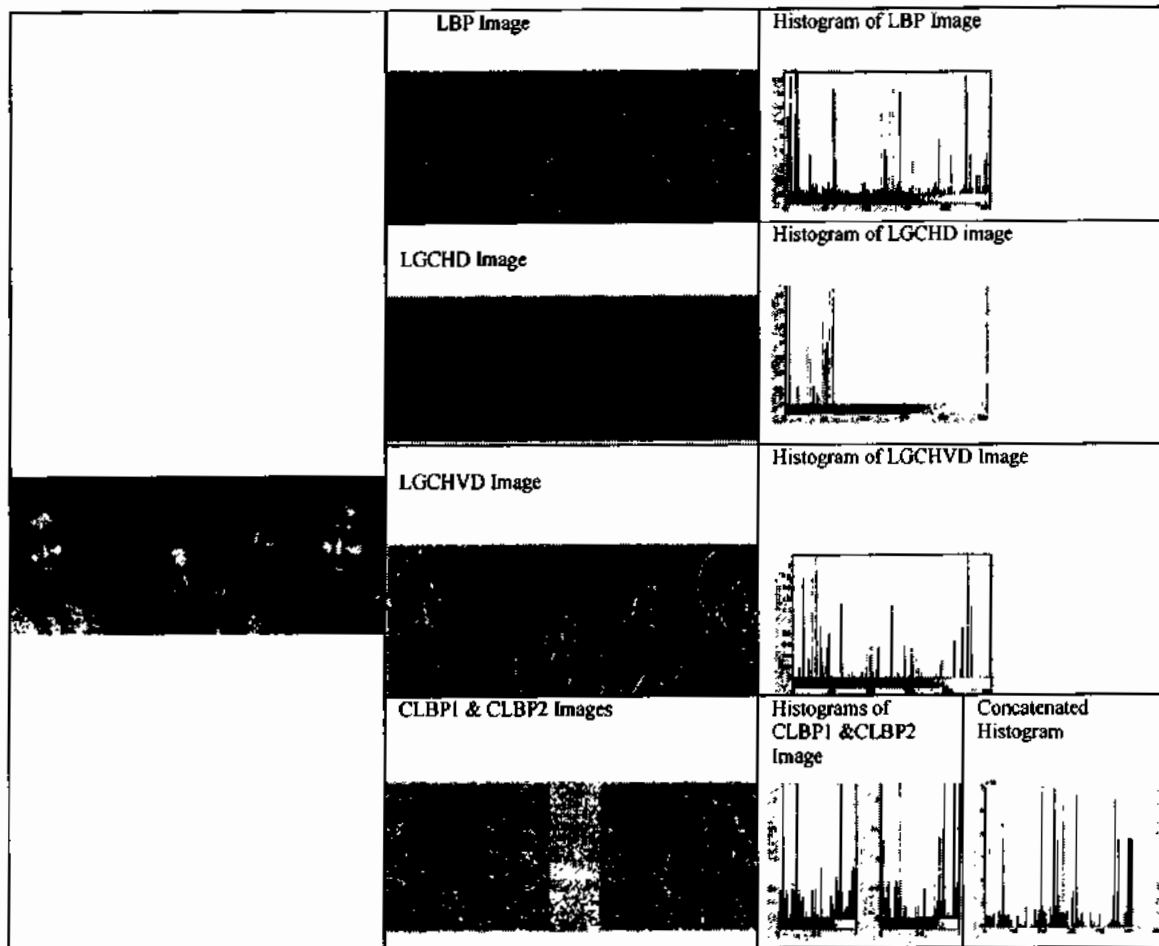 LBP Image
Histogram of LBP Image
LGCHD Image
Histogram of LGCHD image
LGCHVD Image
Histogram of LGCHVD Image
CLBP1 & CLBP2 Images
Histograms of
CLBP1 &CLBP2
Image
Concatenated
Histogram